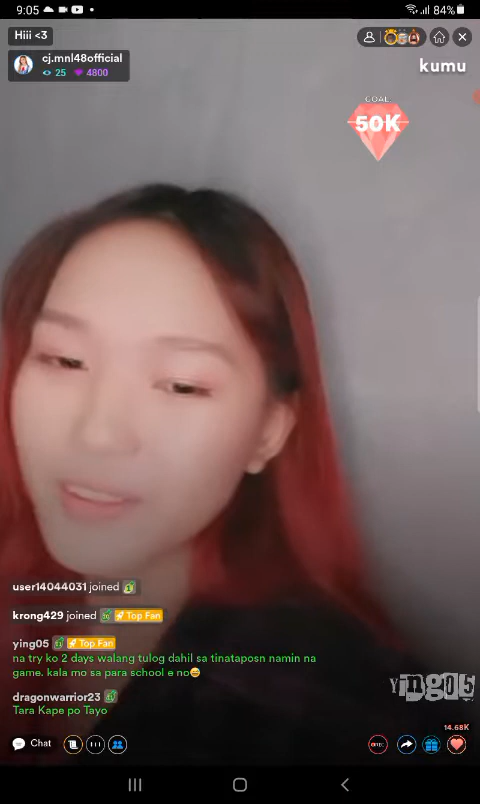 9:05
84%
Hiii <3
cj.mnl48official
25 4800
kumu
GOAL
50K
user14044031 joined
krong429 joined Top Fan
ying05 Top Fan
na try ko 2 days walang tulog dahil sa tinataposn namin na
game. kala mo sa para school e no😅
dragonwarrior23
Tara Kape po Tayo
Ying05
14.68K
Chat